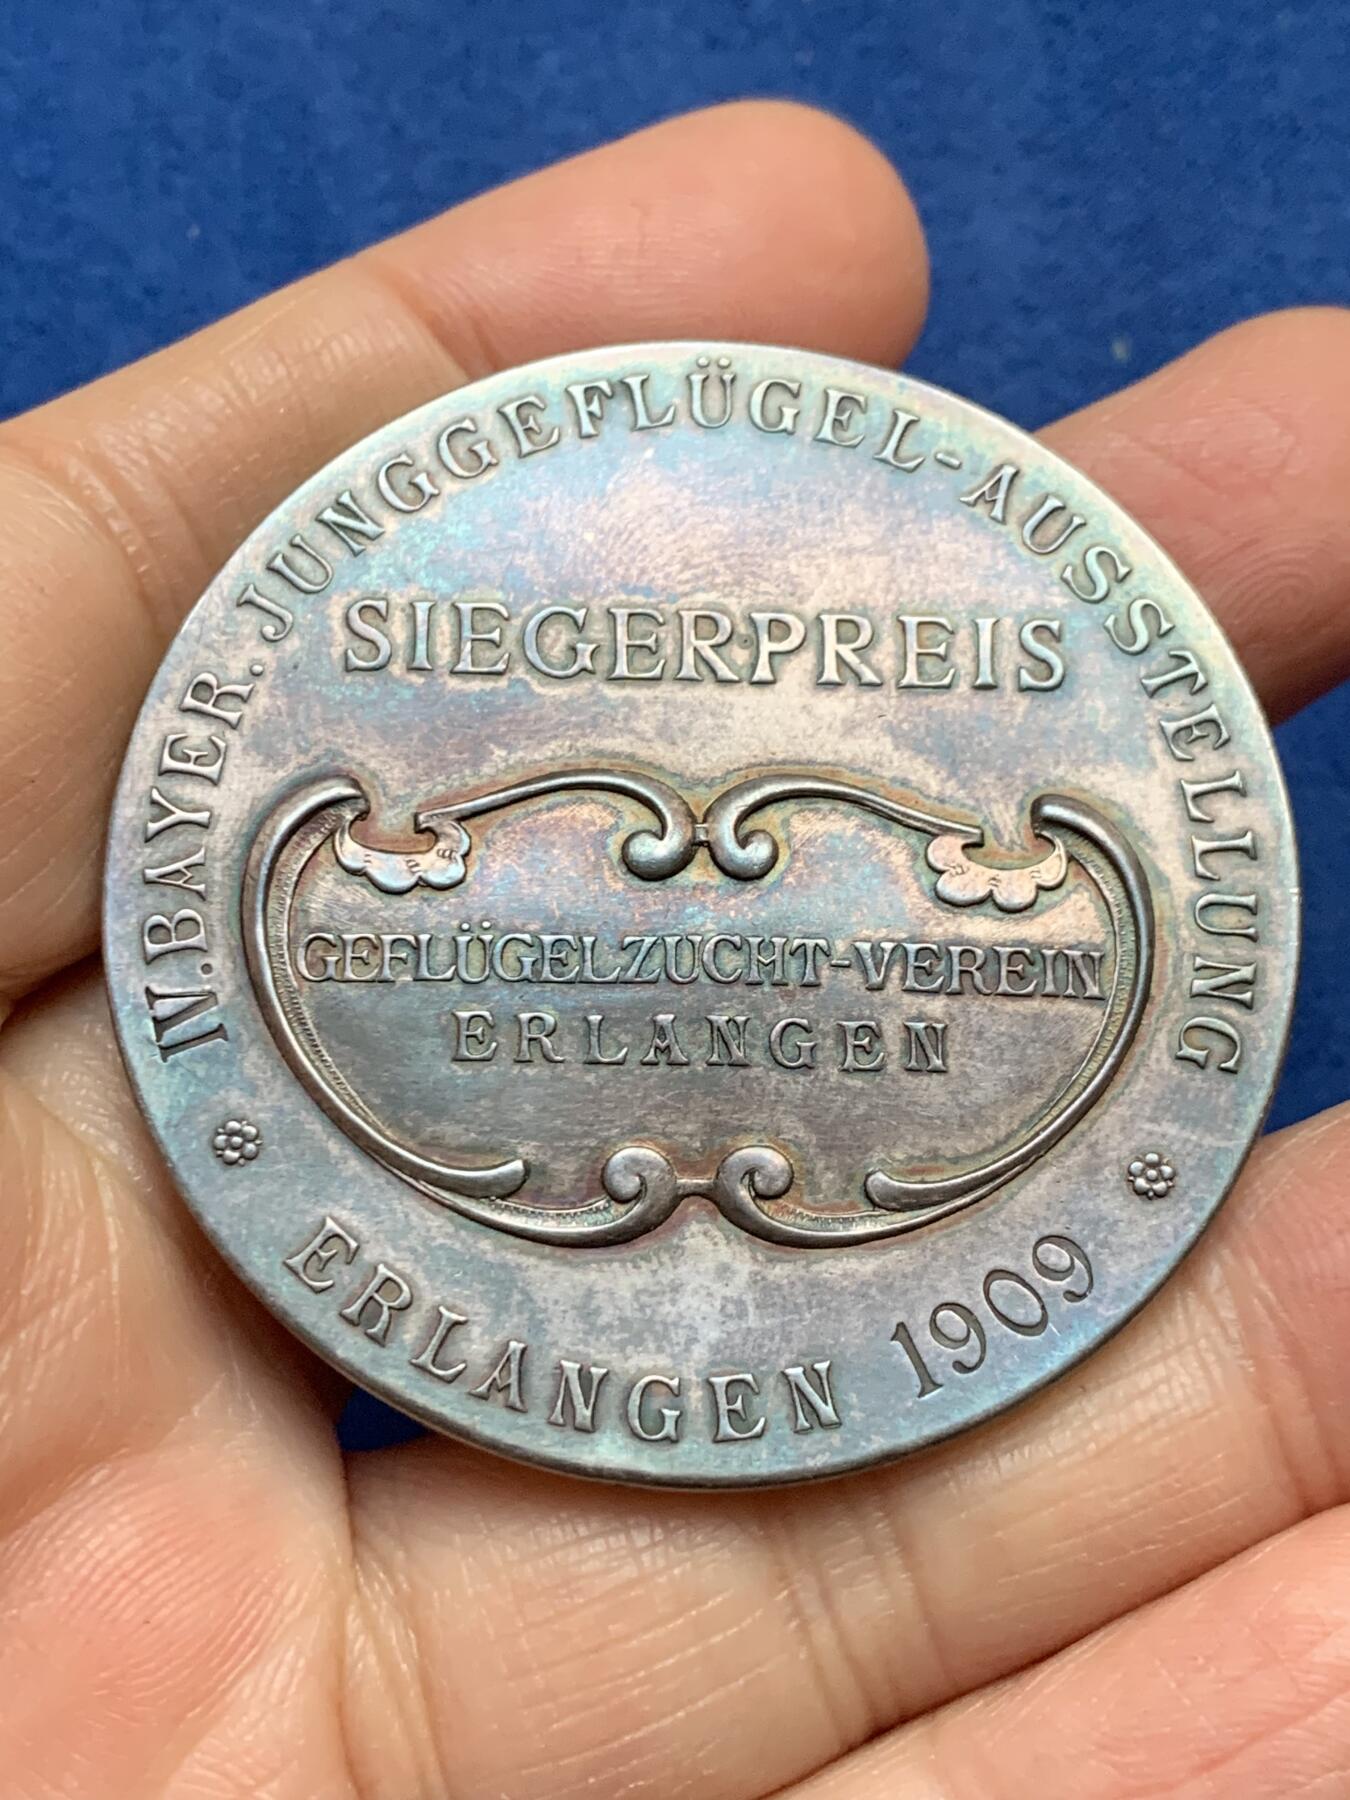 IV. BAYER. JUNGGEFLÜGEL-AUSSTELLUNG
SIEGERPREIS
GEFLÜGELZUCHT-VEREIN
ERLANGEN
ERLANGEN 1909